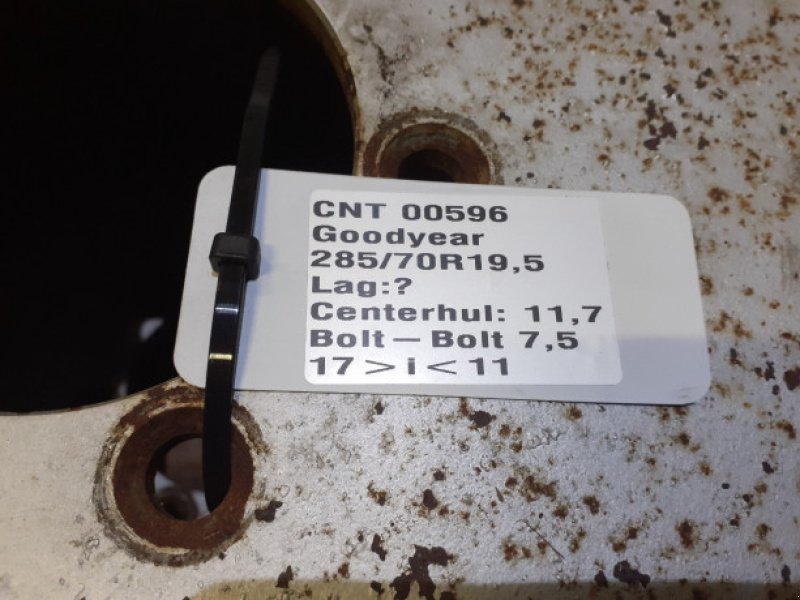 CNT 00596
Goodyear
285/70R19,5
Lag:?
Centerhul: 11,7
Bolt — Bolt 7,5
17 > i < 11